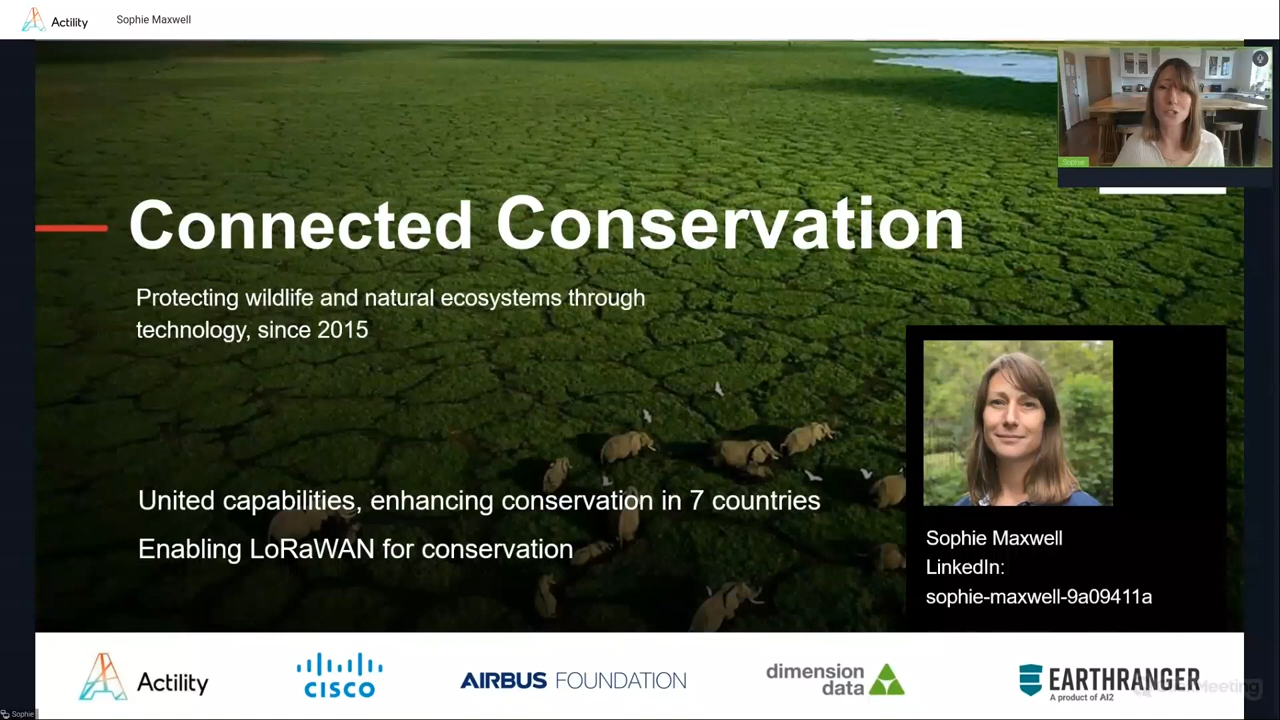 Actility
Sophie Maxwell
Sophie
Connected Conservation
Protecting wildlife and natural ecosystems through
technology, since 2015
United capabilities, enhancing conservation in 7 countries
Enabling LoRaWAN for conservation
Sophie Maxwell
LinkedIn:
sophie-maxwell-9a09411a
Actility
CISCO
AIRBUS FOUNDATION
dimension
data
EARTHRANGER
A product of AI2
Sophie